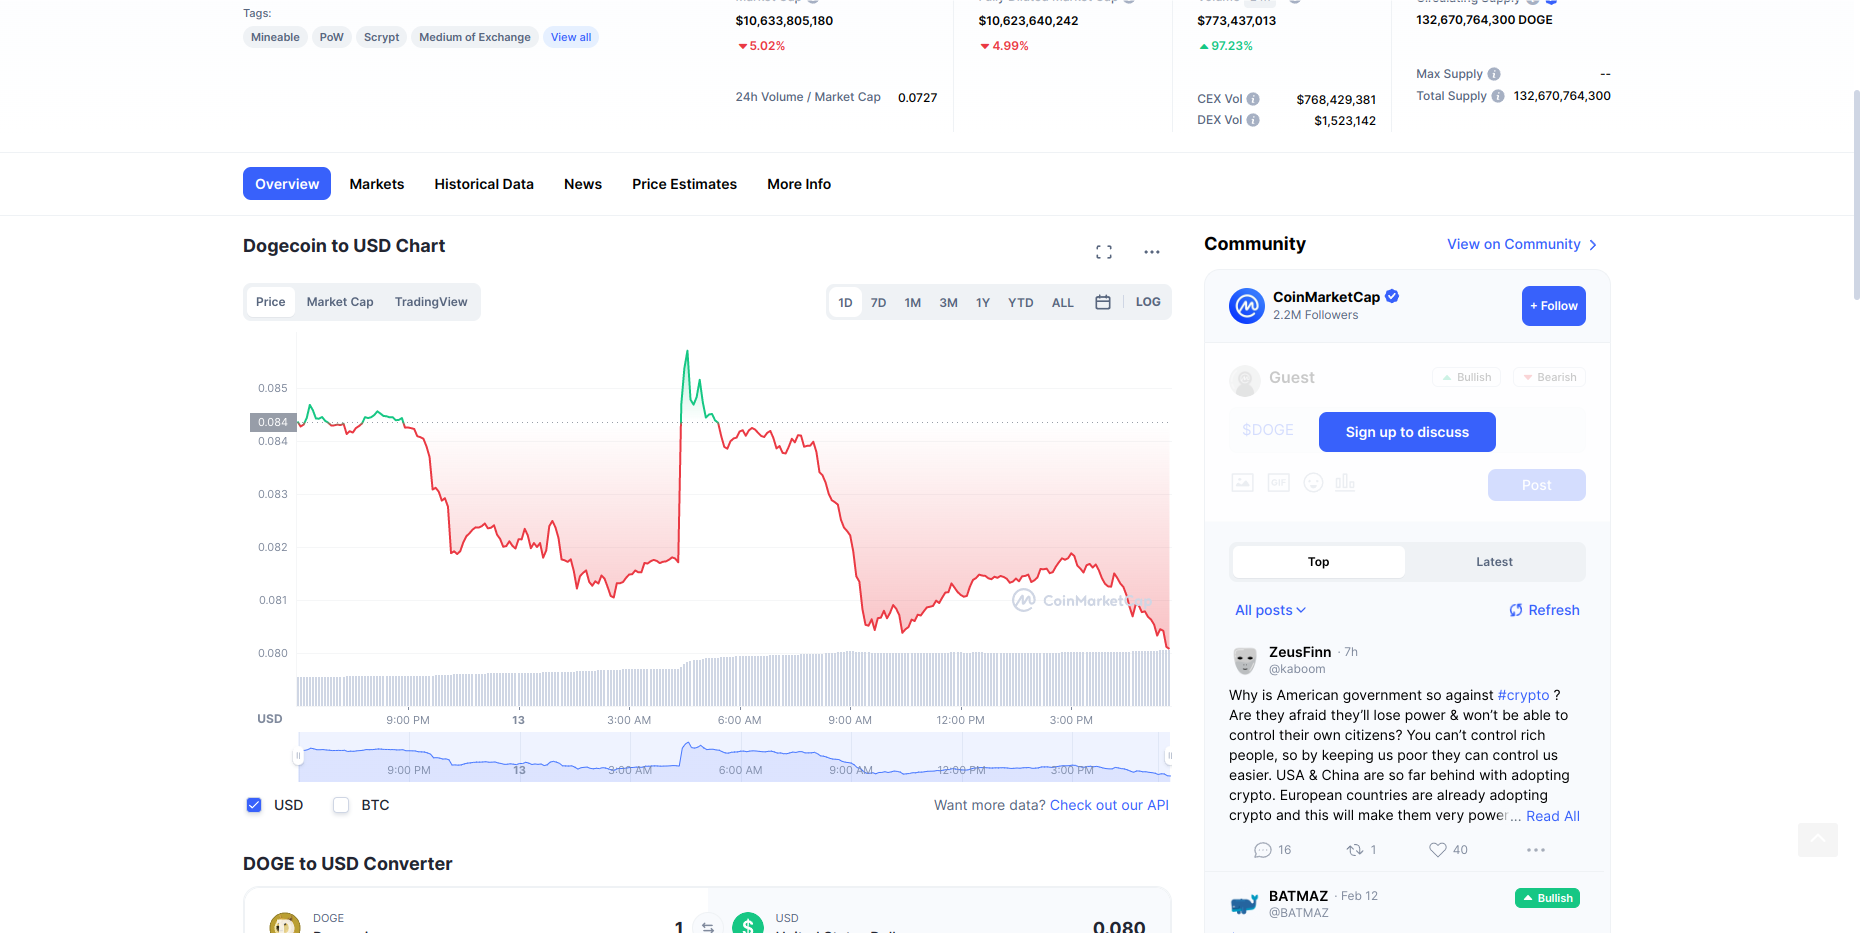 Tags:
Mineable PoW Scrypt Medium of Exchange View all
$10,633,805,180
5.02%
24h Volume / Market Cap 0.0727
$10,623,640,242
4.99%
$773,437,013
97.23%
CEX Vol $768,429,381
DEX Vol $1,523,142
132,670,764,300 DOGE
Max Supply --
Total Supply 132,670,764,300
Overview Markets Historical Data News Price Estimates More Info
Dogecoin to USD Chart
Price Market Cap TradingView
1D 7D 1M 3M 1Y YTD ALL LOG
0.085
0.084
0.084
0.083
0.082
0.081
0.080
CoinMarketCap
USD
9:00 PM 13 3:00 AM 6:00 AM 9:00 AM 12:00 PM 3:00 PM
9:00 PM 13 3:00 AM 6:00 AM 9:00 AM 12:00 PM 3:00 PM
USD BTC
Want more data? Check out our API
DOGE to USD Converter
DOGE
1
USD
0.080
Community
View on Community
CoinMarketCap
2.2M Followers
+ Follow
Guest
Bullish Bearish
$DOGE
Sign up to discuss
GIF
Post
Top Latest
All posts
Refresh
ZeusFinn · 7h
@kaboom
Why is American government so against #crypto ?
Are they afraid they’ll lose power & won’t be able to
control their own citizens? You can’t control rich
people, so by keeping us poor they can control us
easier. USA & China are so far behind with adopting
crypto. European countries are already adopting
crypto and this will make them very power... Read All
16 1 40
BATMAZ · Feb 12
@BATMAZ
Bullish